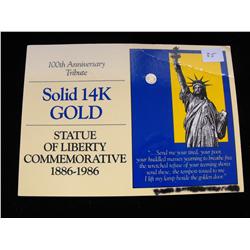 100th Anniversary
Tribute
Solid 14K
GOLD
STATUE
OF LIBERTY
COMMEMORATIVE
1886-1986
"Send me your tired, your poor,
your huddled masses yearning to breathe free
the wretched refuse of your teeming shores
send these, the tempest-tossed to me
I lift my lamp beside the golden door."